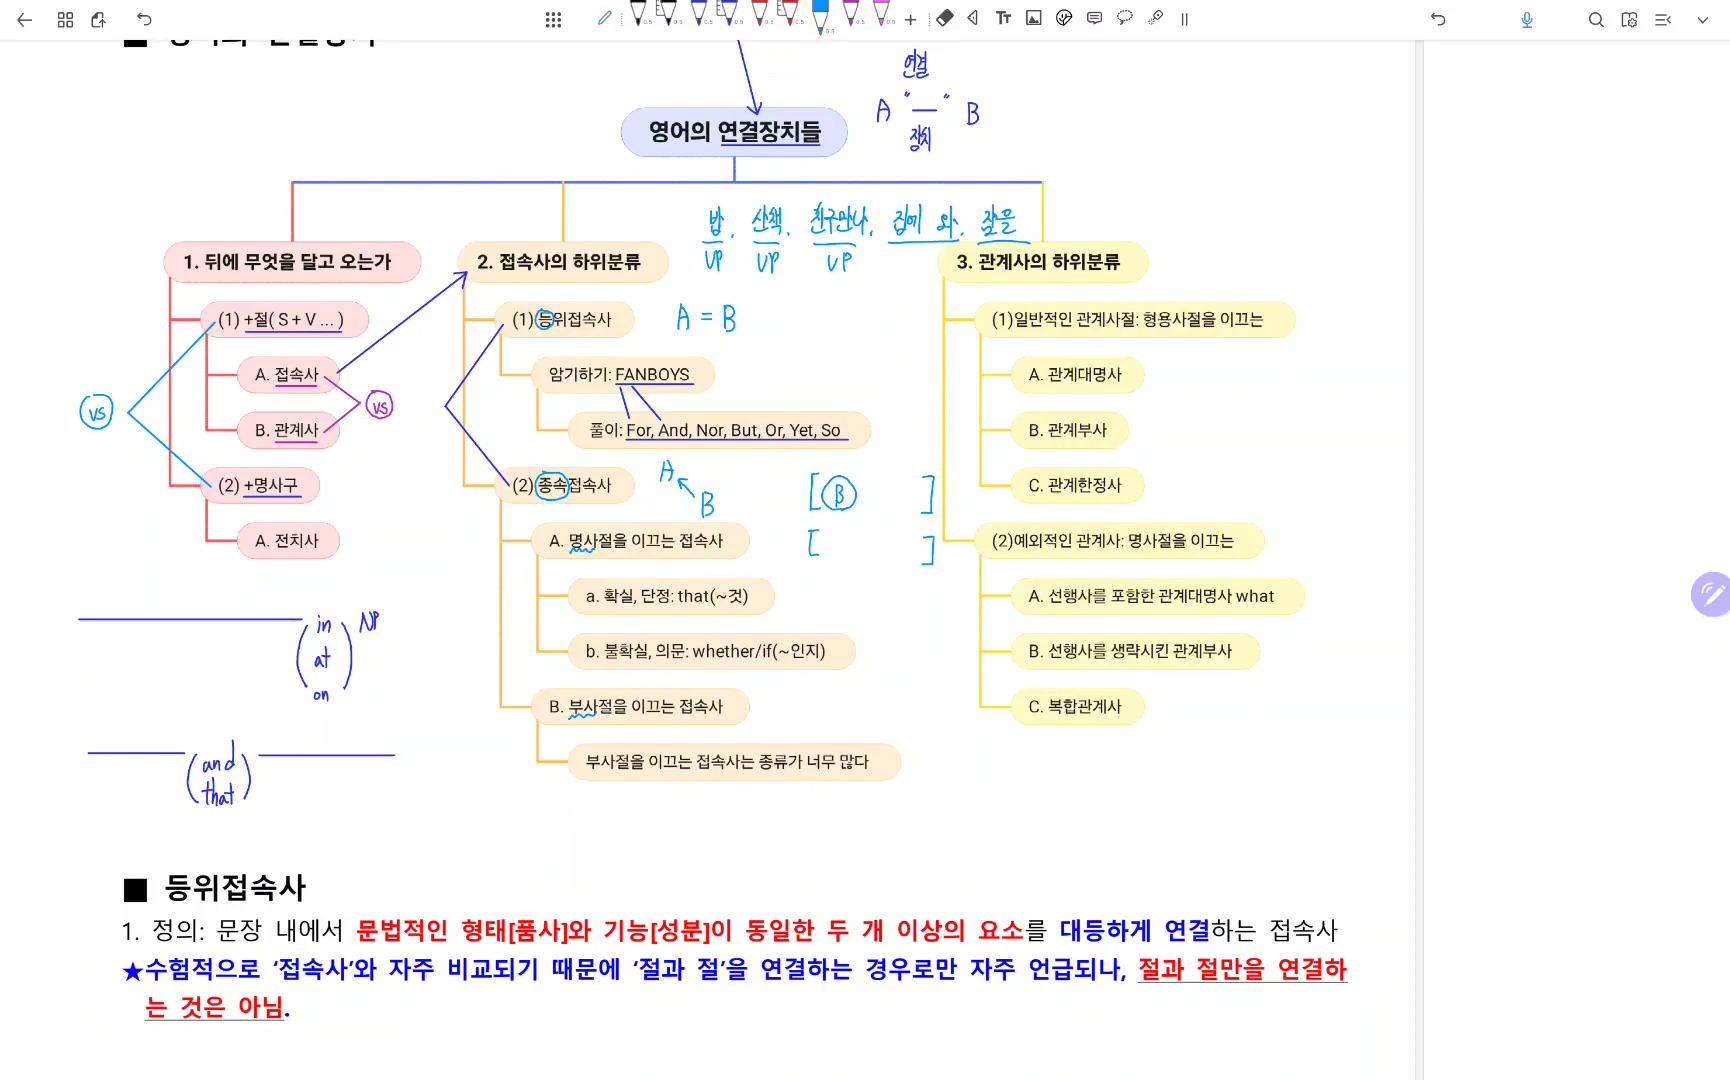 연결
A " — " B
장치
영어의 연결장치들
밥, 산책, 친구만나, 집에 와, 잠을
VP VP VP
1. 뒤에 무엇을 달고 오는가
(1) +절( S + V ... )
A. 접속사
B. 관계사
vs
vs
(2) +명사구
A. 전치사
in NP
at
on
and
that
2. 접속사의 하위분류
(1) 등위접속사
A = B
암기하기: FANBOYS
풀이: For, And, Nor, But, Or, Yet, So
(2) 종속접속사
A
B
[ B ]
[ ]
A. 명사절을 이끄는 접속사
a. 확실, 단정: that(~것)
b. 불확실, 의문: whether/if(~인지)
B. 부사절을 이끄는 접속사
부사절을 이끄는 접속사는 종류가 너무 많다
3. 관계사의 하위분류
(1)일반적인 관계사절: 형용사절을 이끄는
A. 관계대명사
B. 관계부사
C. 관계한정사
(2)예외적인 관계사: 명사절을 이끄는
A. 선행사를 포함한 관계대명사 what
B. 선행사를 생략시킨 관계부사
C. 복합관계사
■ 등위접속사
1. 정의: 문장 내에서 문법적인 형태[품사]와 기능[성분]이 동일한 두 개 이상의 요소를 대등하게 연결하는 접속사
★수험적으로 ‘접속사’와 자주 비교되기 때문에 ‘절과 절’을 연결하는 경우로만 자주 언급되나, 절과 절만을 연결하
는 것은 아님.